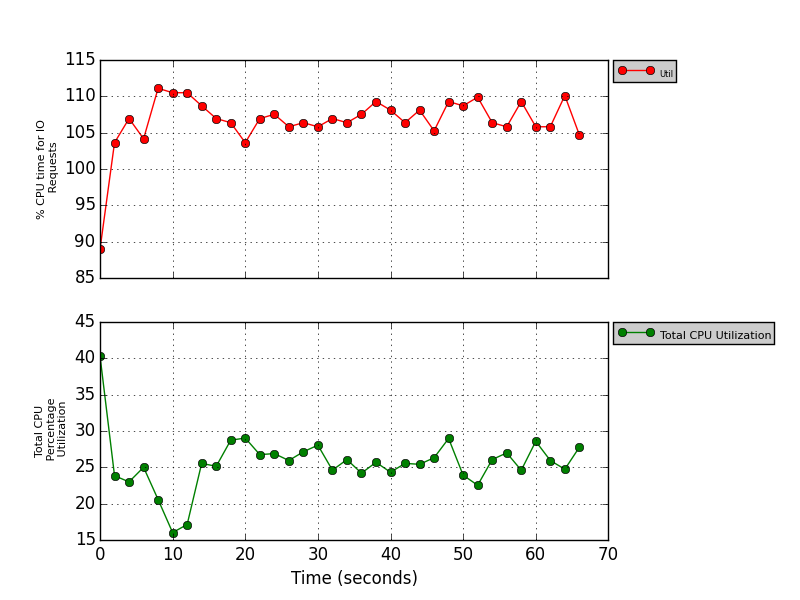 115
110
105
100
95
90
85
% CPU time for IO
Requests
Util
45
40
35
30
25
20
15
Total CPU
Percentage
Utilization
Total CPU Utilization
0 10 20 30 40 50 60 70
Time (seconds)